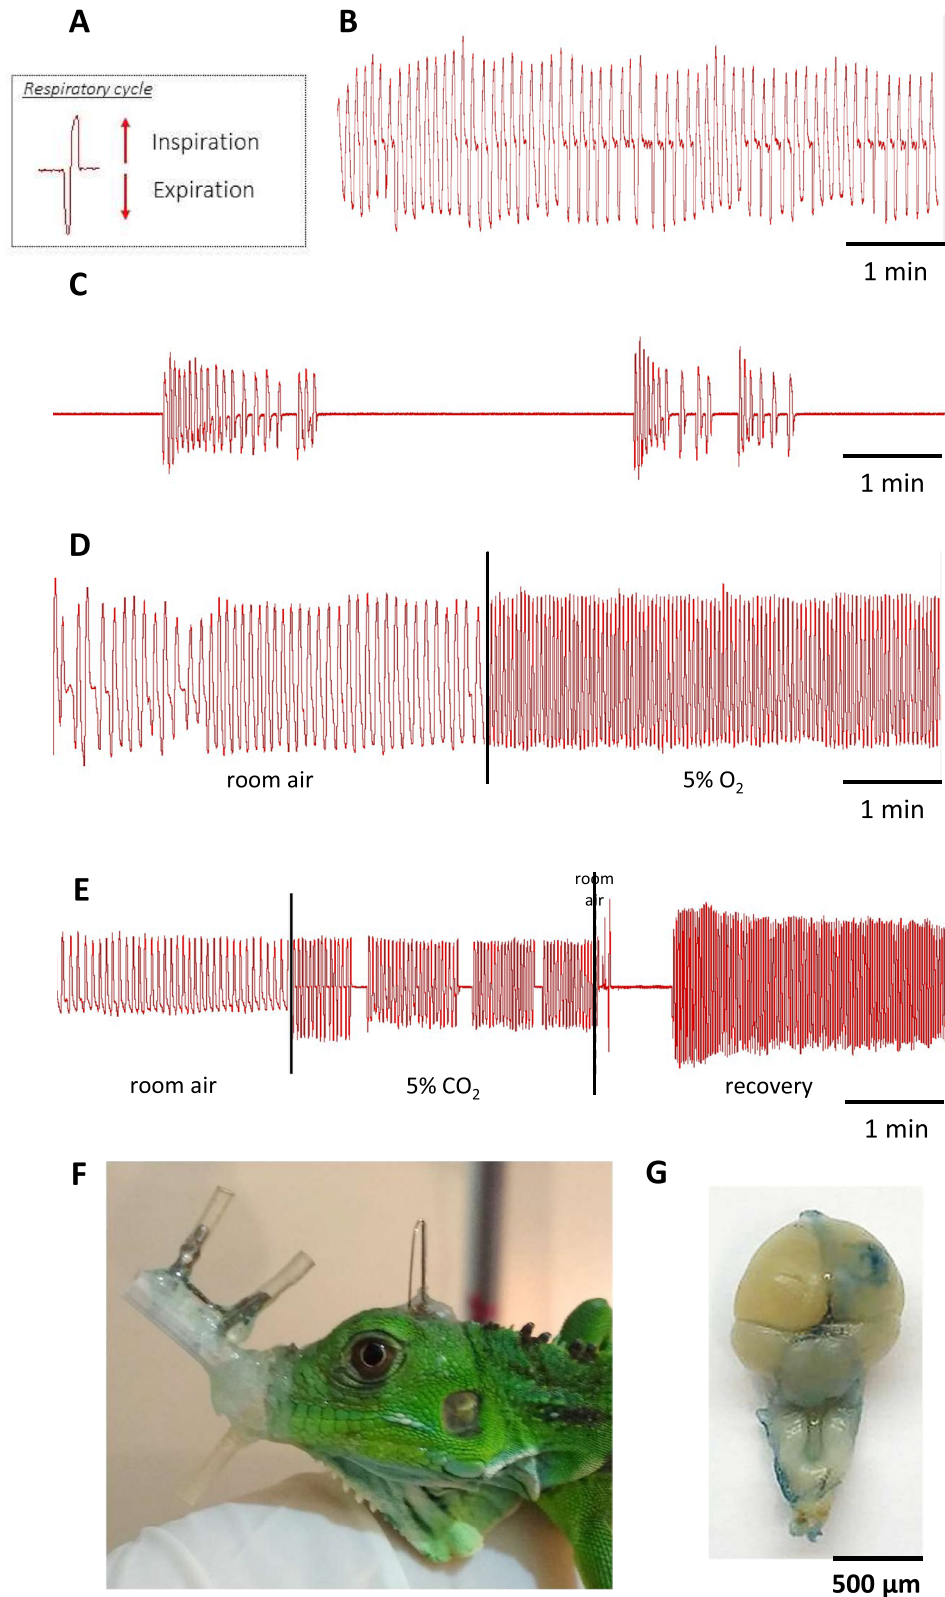 A
B
Respiratory cycle
Inspiration
Expiration
1 min
C
1 min
D
room air
5% O₂
1 min
E
room
air
room air
5% CO₂
recovery
1 min
F
G
500 µm